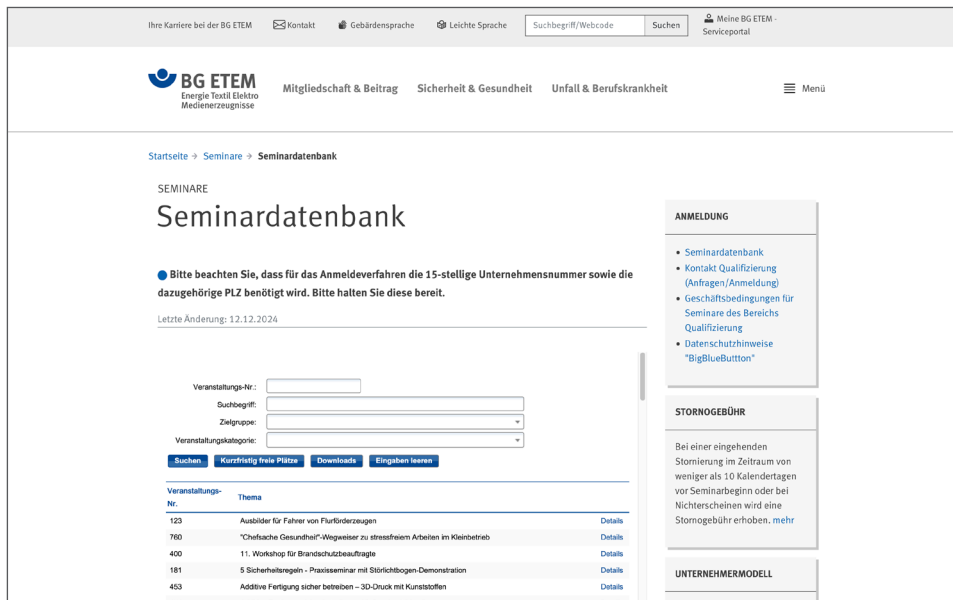 Ihre Karriere bei der BG ETEM
Kontakt
Gebärdensprache
Leichte Sprache
Suchbegriff/Webcode
Suchen
Meine BG ETEM -
Serviceportal
BG ETEM
Energie Textil Elektro
Medienerzeugnisse
Mitgliedschaft & Beitrag
Sicherheit & Gesundheit
Unfall & Berufskrankheit
Menü
Startseite → Seminare → Seminardatenbank
SEMINARE
Seminardatenbank
Bitte beachten Sie, dass für das Anmeldeverfahren die 15-stellige Unternehmensnummer sowie die
dazugehörige PLZ benötigt wird. Bitte halten Sie diese bereit.
Letzte Änderung: 12.12.2024
Veranstaltungs-Nr.:
Suchbegriff:
Zielgruppe:
Veranstaltungskategorie:
Suchen
Kurzfristig freie Plätze
Downloads
Eingaben leeren
Veranstaltungs-
Nr.
Thema
123 Ausbilder für Fahrer von Flurförderzeugen Details
760 "Chefsache Gesundheit"-Wegweiser zu stressfreiem Arbeiten im Kleinbetrieb Details
400 11. Workshop für Brandschutzbeauftragte Details
181 5 Sicherheitsregeln - Praxisseminar mit Störlichtbogen-Demonstration Details
453 Additive Fertigung sicher betreiben – 3D-Druck mit Kunststoffen Details
ANMELDUNG
Seminardatenbank
Kontakt Qualifizierung
(Anfragen/Anmeldung)
Geschäftsbedingungen für
Seminare des Bereichs
Qualifizierung
Datenschutzhinweise
"BigBlueButtton"
STORNOGEBÜHR
Bei einer eingehenden
Stornierung im Zeitraum von
weniger als 10 Kalendertagen
vor Seminarbeginn oder bei
Nichterscheinen wird eine
Stornogebühr erhoben. mehr
UNTERNEHMERMODELL